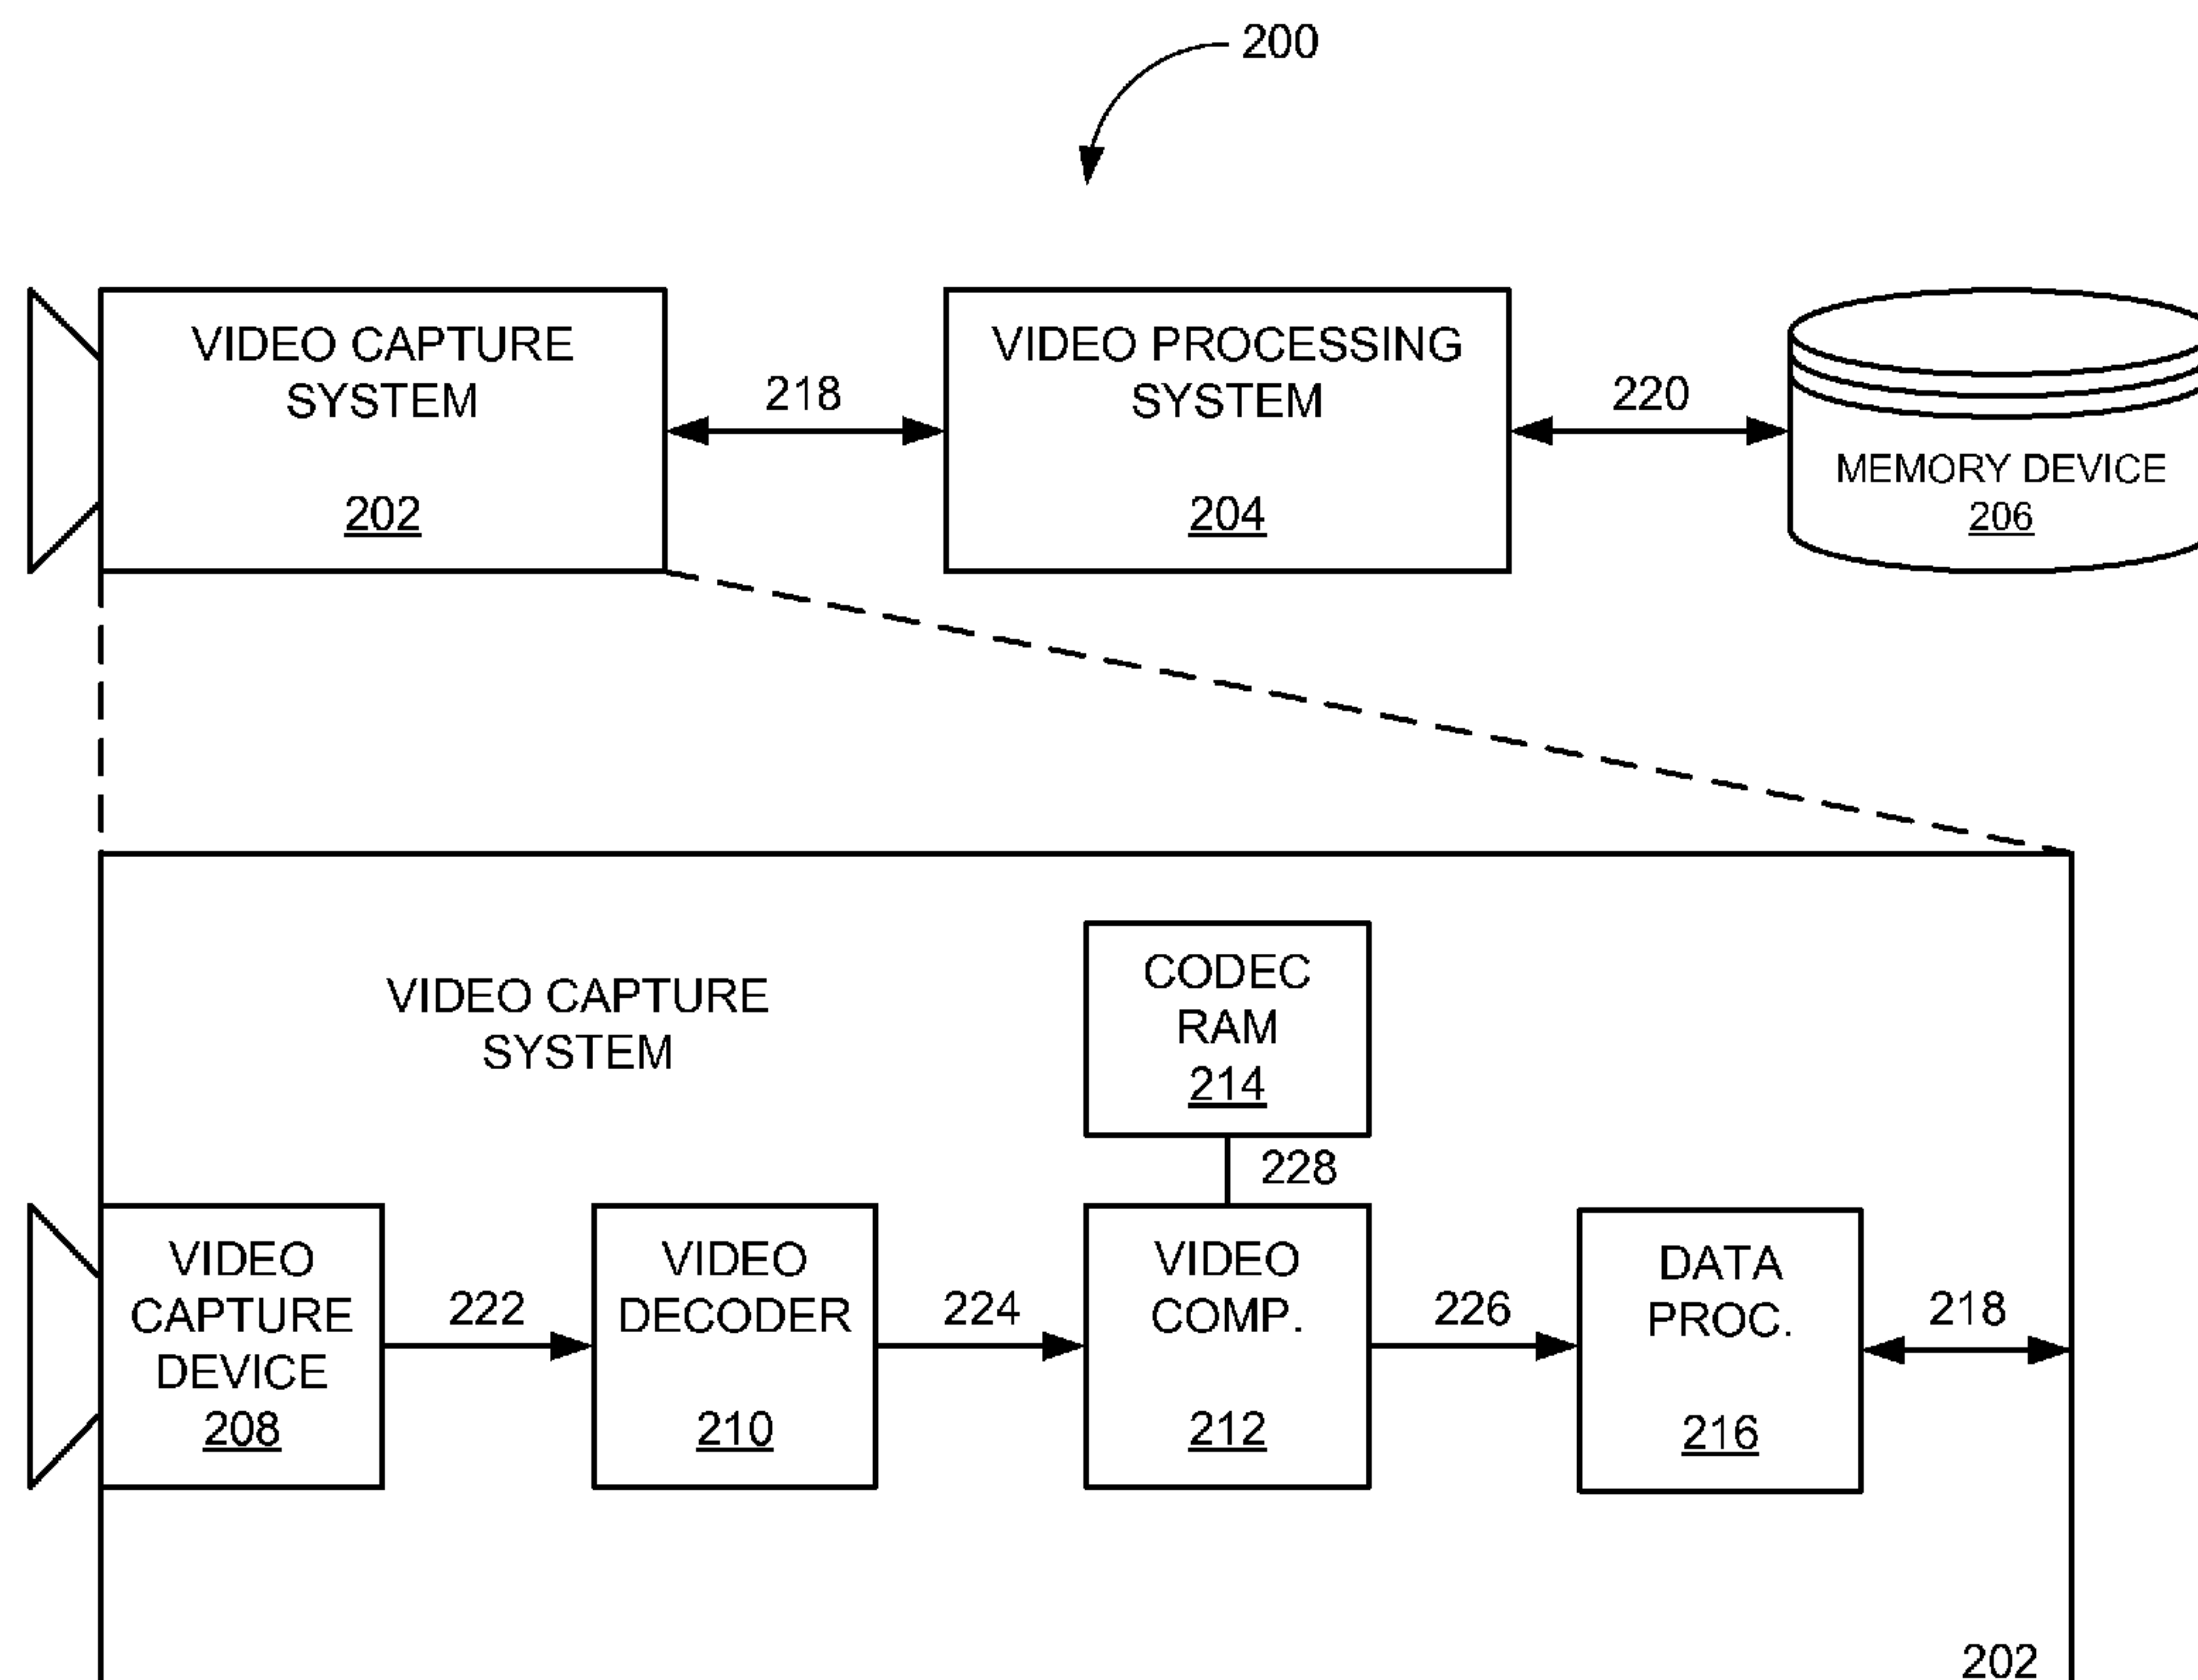 200
VIDEO CAPTURE
SYSTEM
202
218
VIDEO PROCESSING
SYSTEM
204
220
MEMORY DEVICE
206
VIDEO CAPTURE
SYSTEM
CODEC
RAM
214
228
VIDEO
CAPTURE
DEVICE
208
222
VIDEO
DECODER
210
224
VIDEO
COMP.
212
226
DATA
PROC.
216
218
202